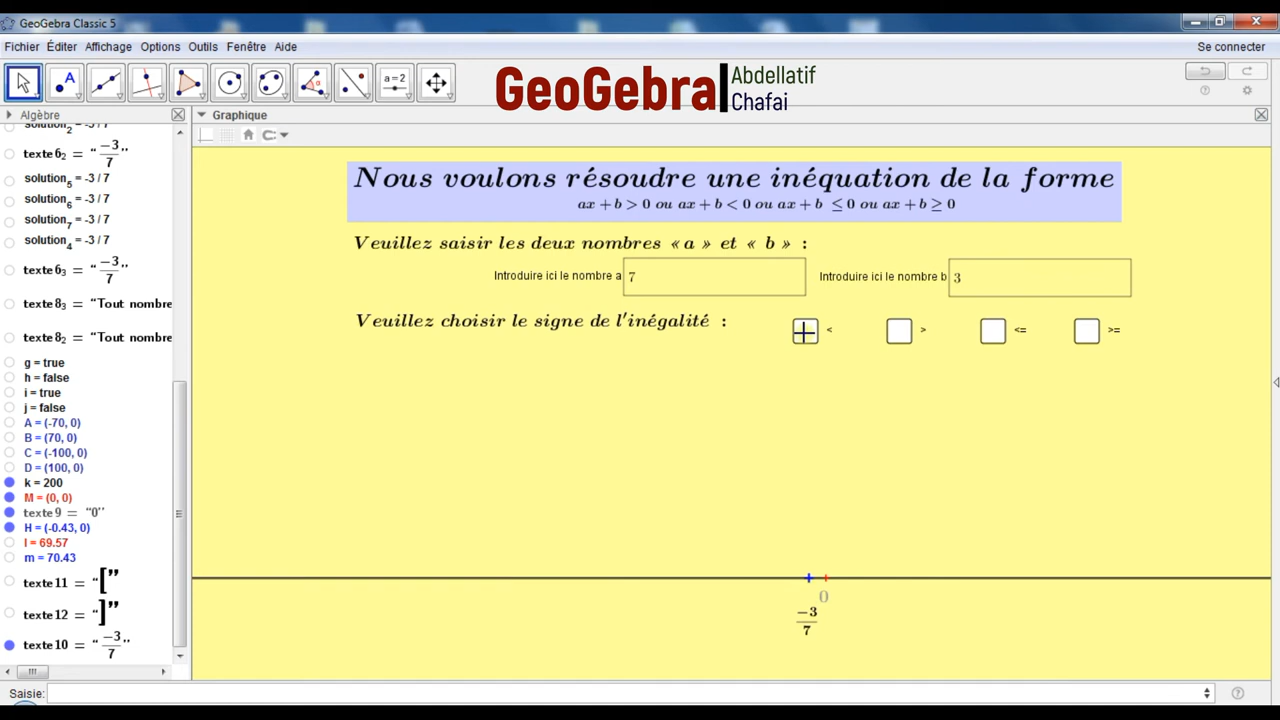 GeoGebra Classic 5
Fichier Éditer Affichage Options Outils Fenêtre Aide Se connecter
A
a=2
GeoGebra
Abdellatif
Chafai
Algèbre
Graphique
solution2 = -3 / 7
texte62 = “-3/7”
solution5 = -3 / 7
solution6 = -3 / 7
solution7 = -3 / 7
solution4 = -3 / 7
texte63 = “-3/7”
texte83 = “Tout nombre
texte82 = “Tout nombre
g = true
h = false
i = true
j = false
A = (-70, 0)
B = (70, 0)
C = (-100, 0)
D = (100, 0)
k = 200
M = (0, 0)
texte9 = “0”
H = (-0.43, 0)
l = 69.57
m = 70.43
texte11 = “[”
texte12 = “]”
texte10 = “-3/7”
Nous voulons résoudre une inéquation de la forme
ax + b > 0 ou ax + b < 0 ou ax + b ≤ 0 ou ax + b ≥ 0
Veuillez saisir les deux nombres « a » et « b » :
Introduire ici le nombre a 7 Introduire ici le nombre b 3
Veuillez choisir le signe de l'inégalité :
< > <= >=
0
-3/7
Saisie: